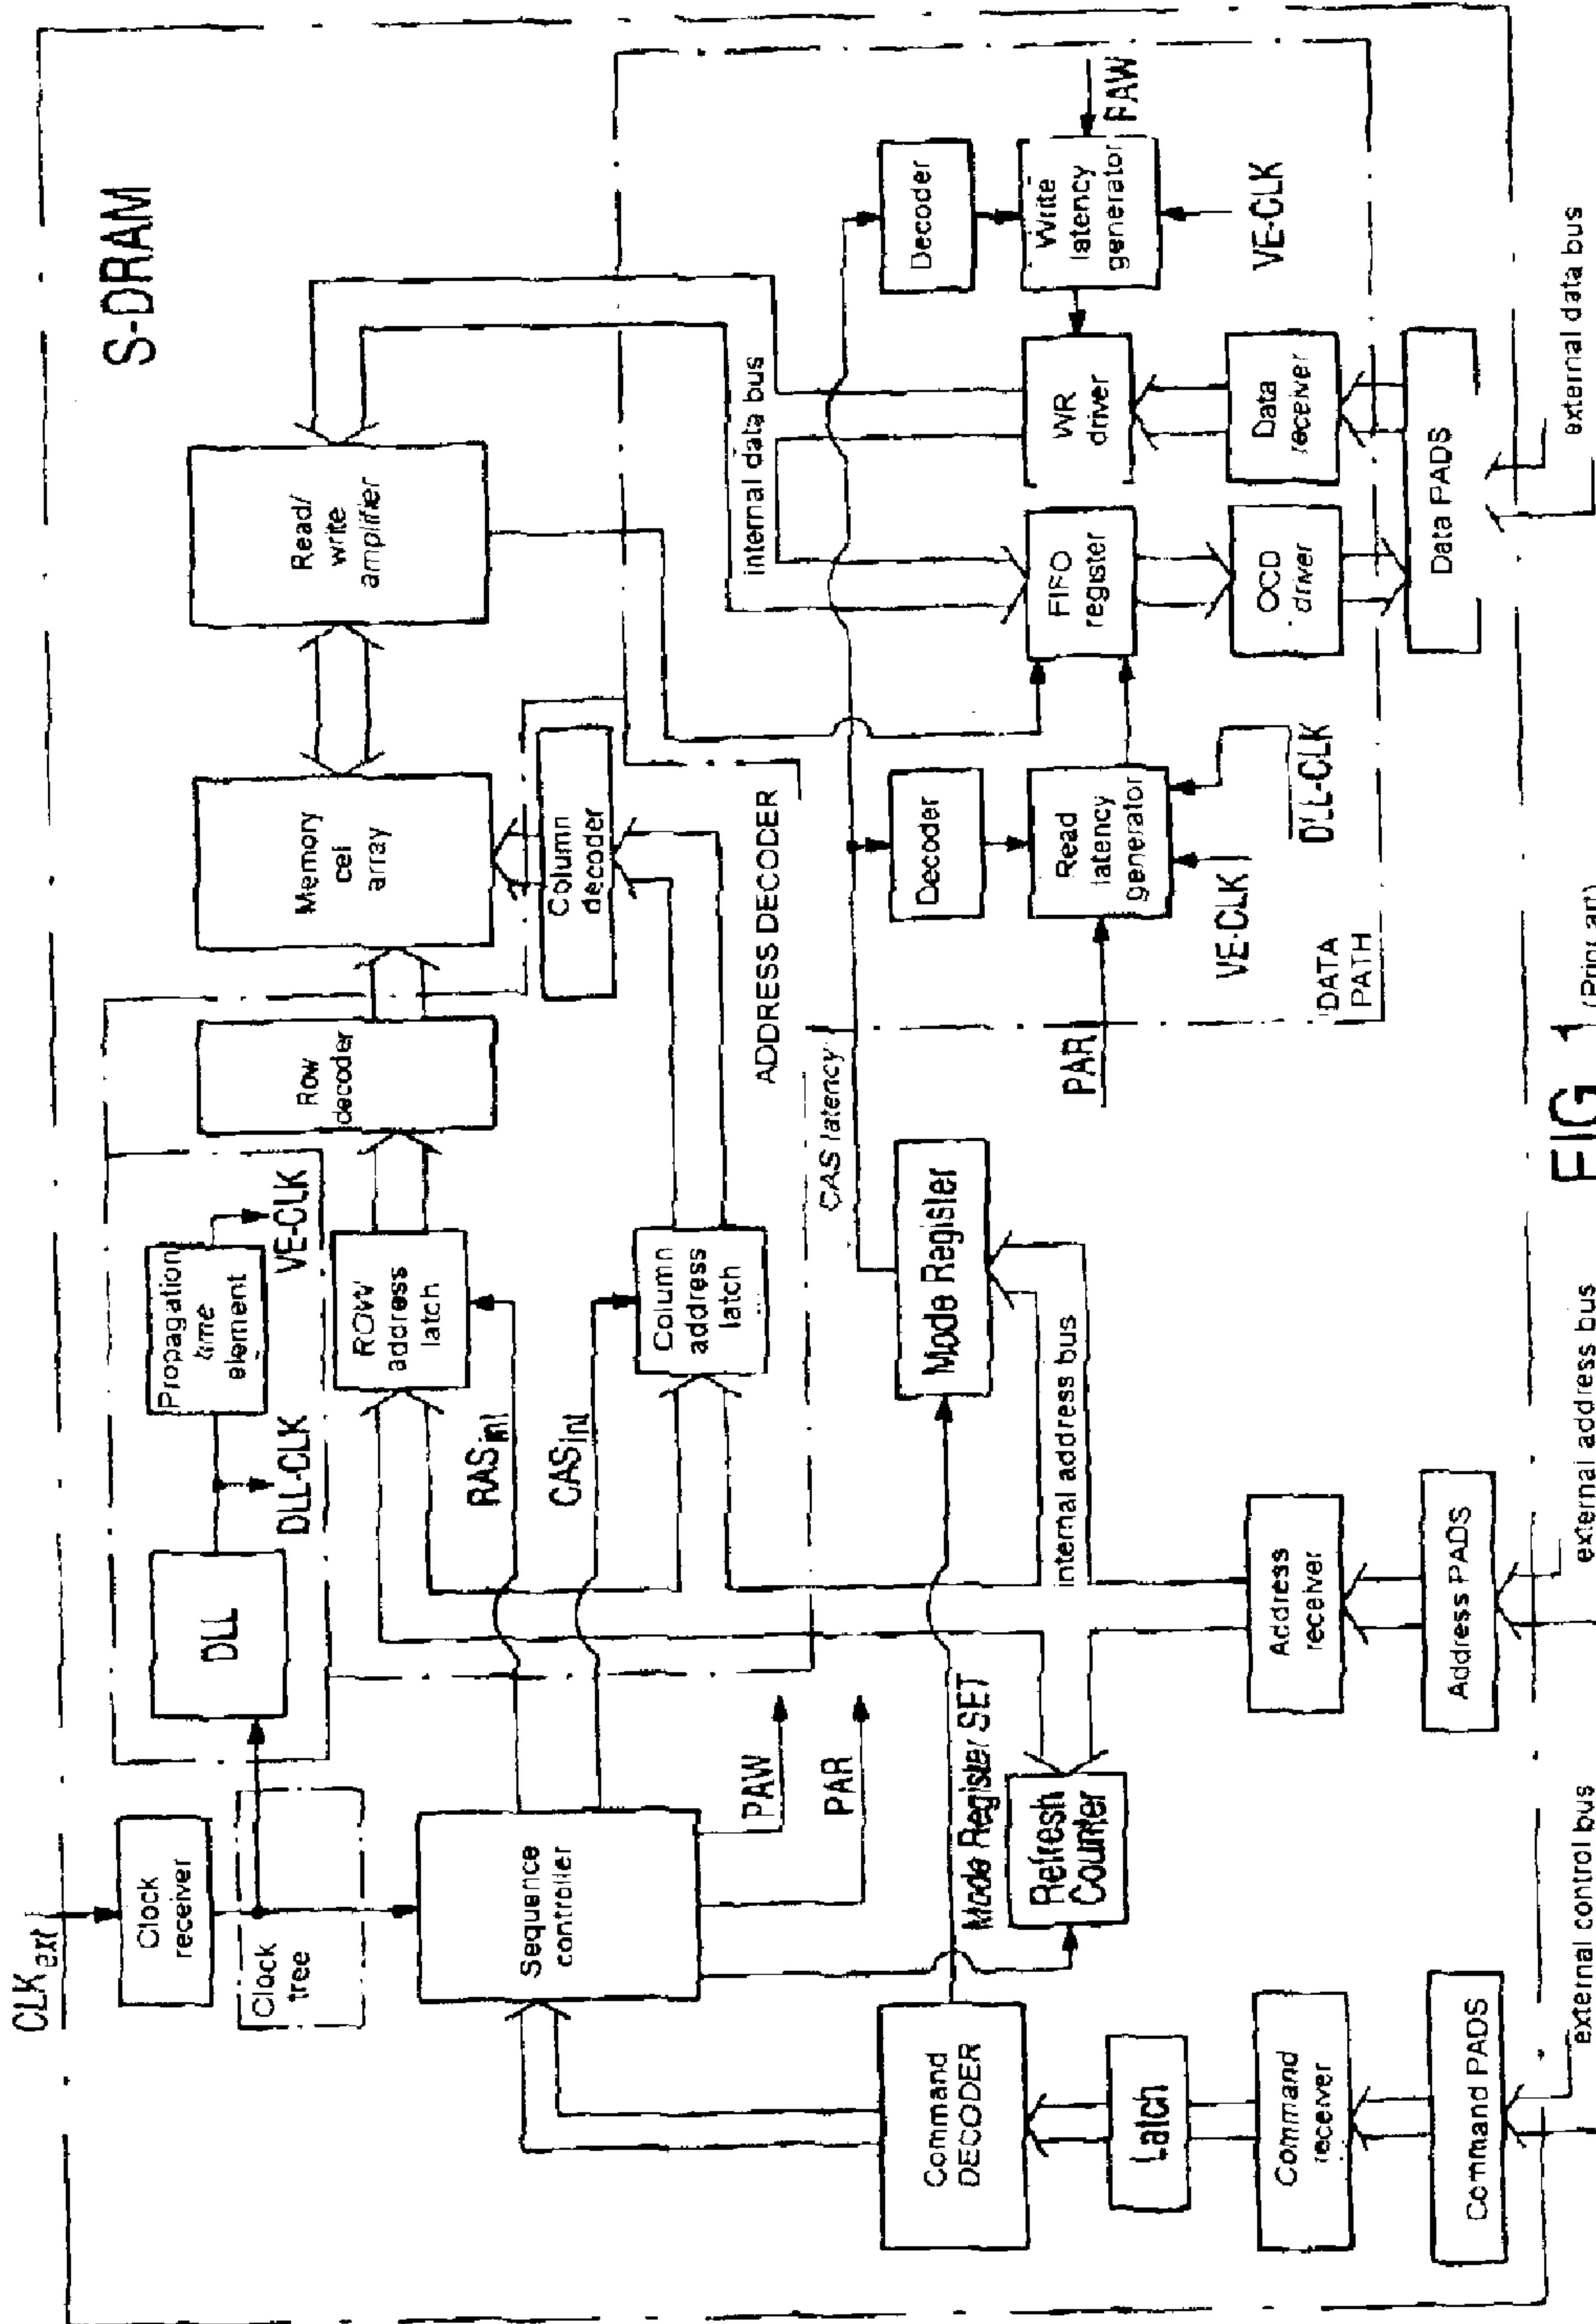 S-DRAM
CLKext
Clock
receiver
Clock
tree
DLL
DLL-CLK
Propagation
time
element
VE-CLK
Sequence
controller
RASint
CASint
PAW
PAR
ROW
address
latch
Row
decoder
Memory
cel
array
Read/
write
amplifier
Column
address
latch
Column
decoder
ADDRESS DECODER
internal data bus
Command
DECODER
Latch
Command
receiver
Command PADS
external control bus
Mode Register SET
Refresh
Counter
Mode Register
CAS latency
internal address bus
Address
receiver
Address PADS
external address bus
PAR
Decoder
Read
latency
generator
VE-CLK
DLL-CLK
DATA
PATH
FIFO
register
OCD
driver
WR
driver
Data
receiver
Data PADS
external data bus
Decoder
Write
latency
generator
PAW
VE-CLK
FIG 1 (Prior art)